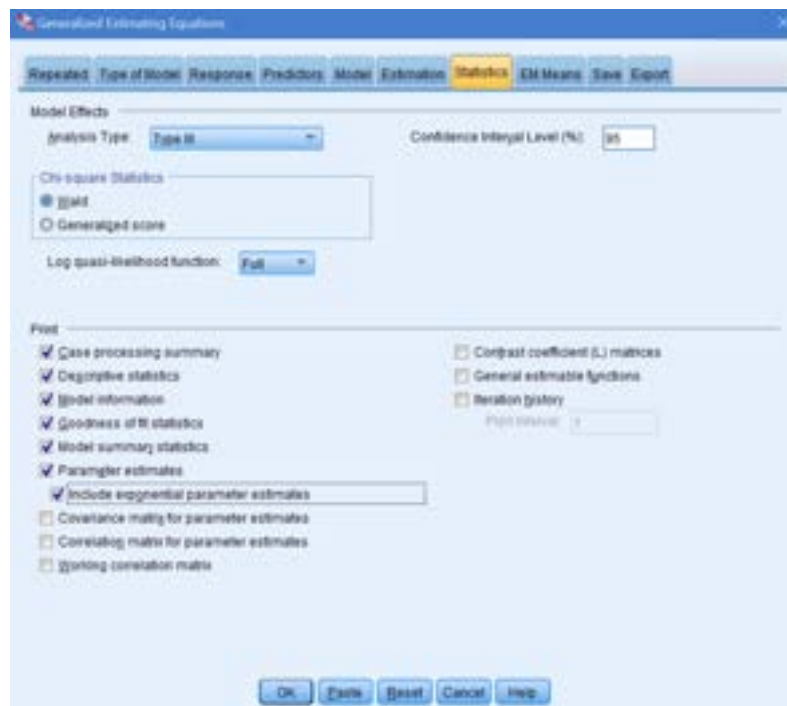 Generalized Estimating Equations
Repeated Type of Model Response Predictors Model Estimation Statistics EM Means Save Export
Model Effects
Analysis Type: Type III Confidence Interval Level (%): 95
Chi-square Statistics
Wald
Generalized score
Log quasi-likelihood function: Full
Print
Case processing summary
Contrast coefficient (L) matrices
Descriptive statistics
General estimable functions
Model information
Iteration history
Goodness of fit statistics
Print Interval: 1
Model summary statistics
Parameter estimates
Include exponential parameter estimates
Covariance matrix for parameter estimates
Correlation matrix for parameter estimates
Working correlation matrix
OK Paste Reset Cancel Help